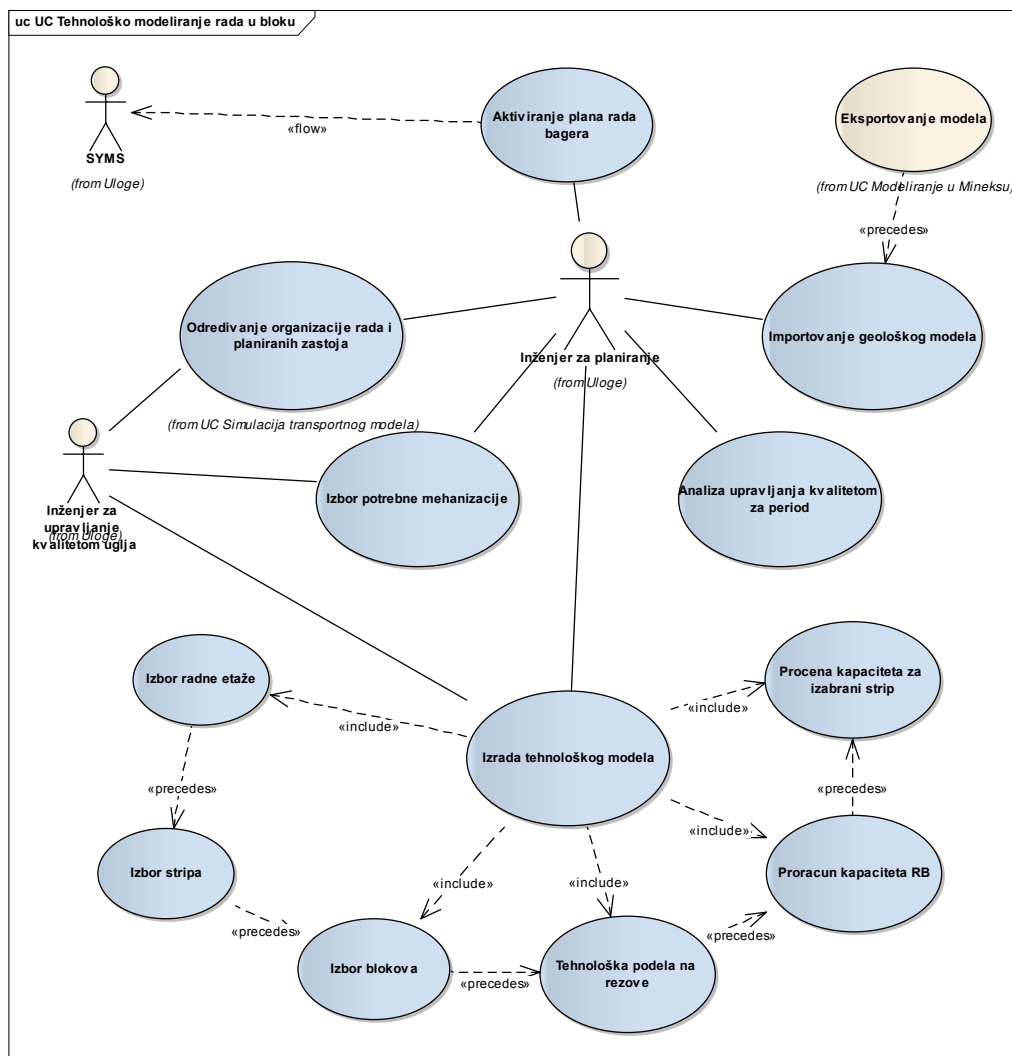 uc UC Tehnološko modeliranje rada u bloku
SYMS
(from Uloge)
«flow»
Aktiviranje plana rada
bagera
Eksportovanje modela
(from UC Modeliranje u Mineksu)
«precedes»
Odredivanje organizacije rada i
planiranih zastoja
(from UC Simulacija transportnog modela)
Inženjer za planiranje
(from Uloge)
Importovanje geološkog modela
Inženjer za
upravljanje
kvalitetom uglja
(from Uloge)
Izbor potrebne mehanizacije
Analiza upravljanja kvalitetom
za period
Izbor radne etaže
«include»
Izrada tehnološkog modela
«include»
Procena kapaciteta za
izabrani strip
«precedes»
«include»
«precedes»
Izbor stripa
«include»
«include»
Proracun kapaciteta RB
«precedes»
Izbor blokova
«precedes»
Tehnološka podela na
rezove
«precedes»